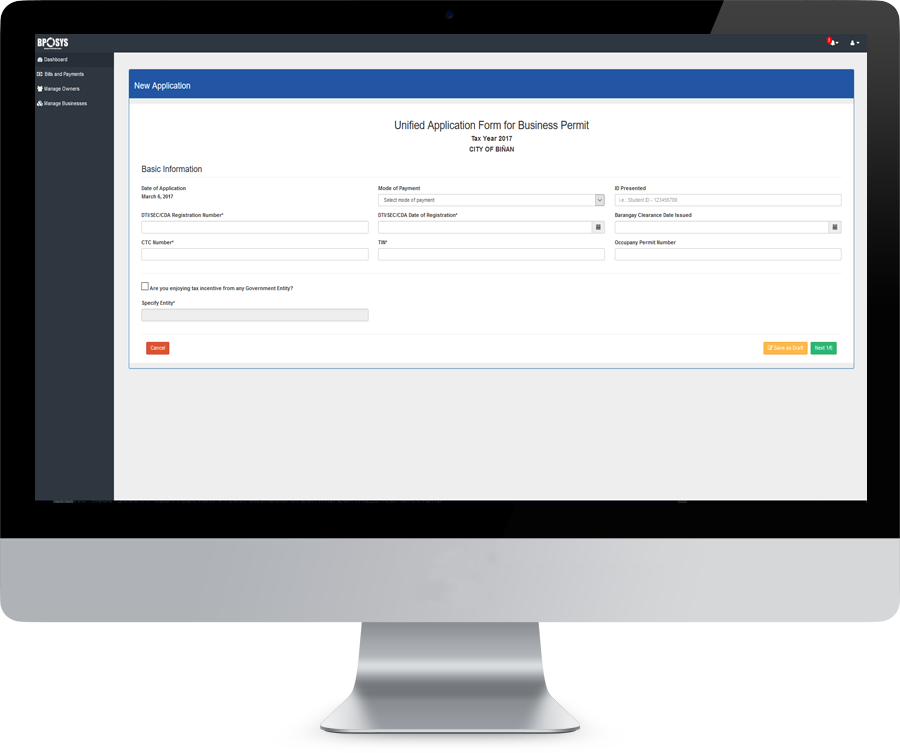 BPOSYS
Dashboard
Bills and Payments
Manage Owners
Manage Businesses
New Application
Unified Application Form for Business Permit
Tax Year 2017
CITY OF BIÑAN
Basic Information
Date of Application
March 6, 2017
Mode of Payment
Select mode of payment
ID Presented
i.e.: Student ID - 123456789
DTI/SEC/CDA Registration Number*
DTI/SEC/CDA Date of Registration*
Barangay Clearance Date Issued
CTC Number*
TIN*
Occupany Permit Number
Are you enjoying tax incentive from any Government Entity?
Specify Entity*
Cancel
Save as Draft
Next 1/6